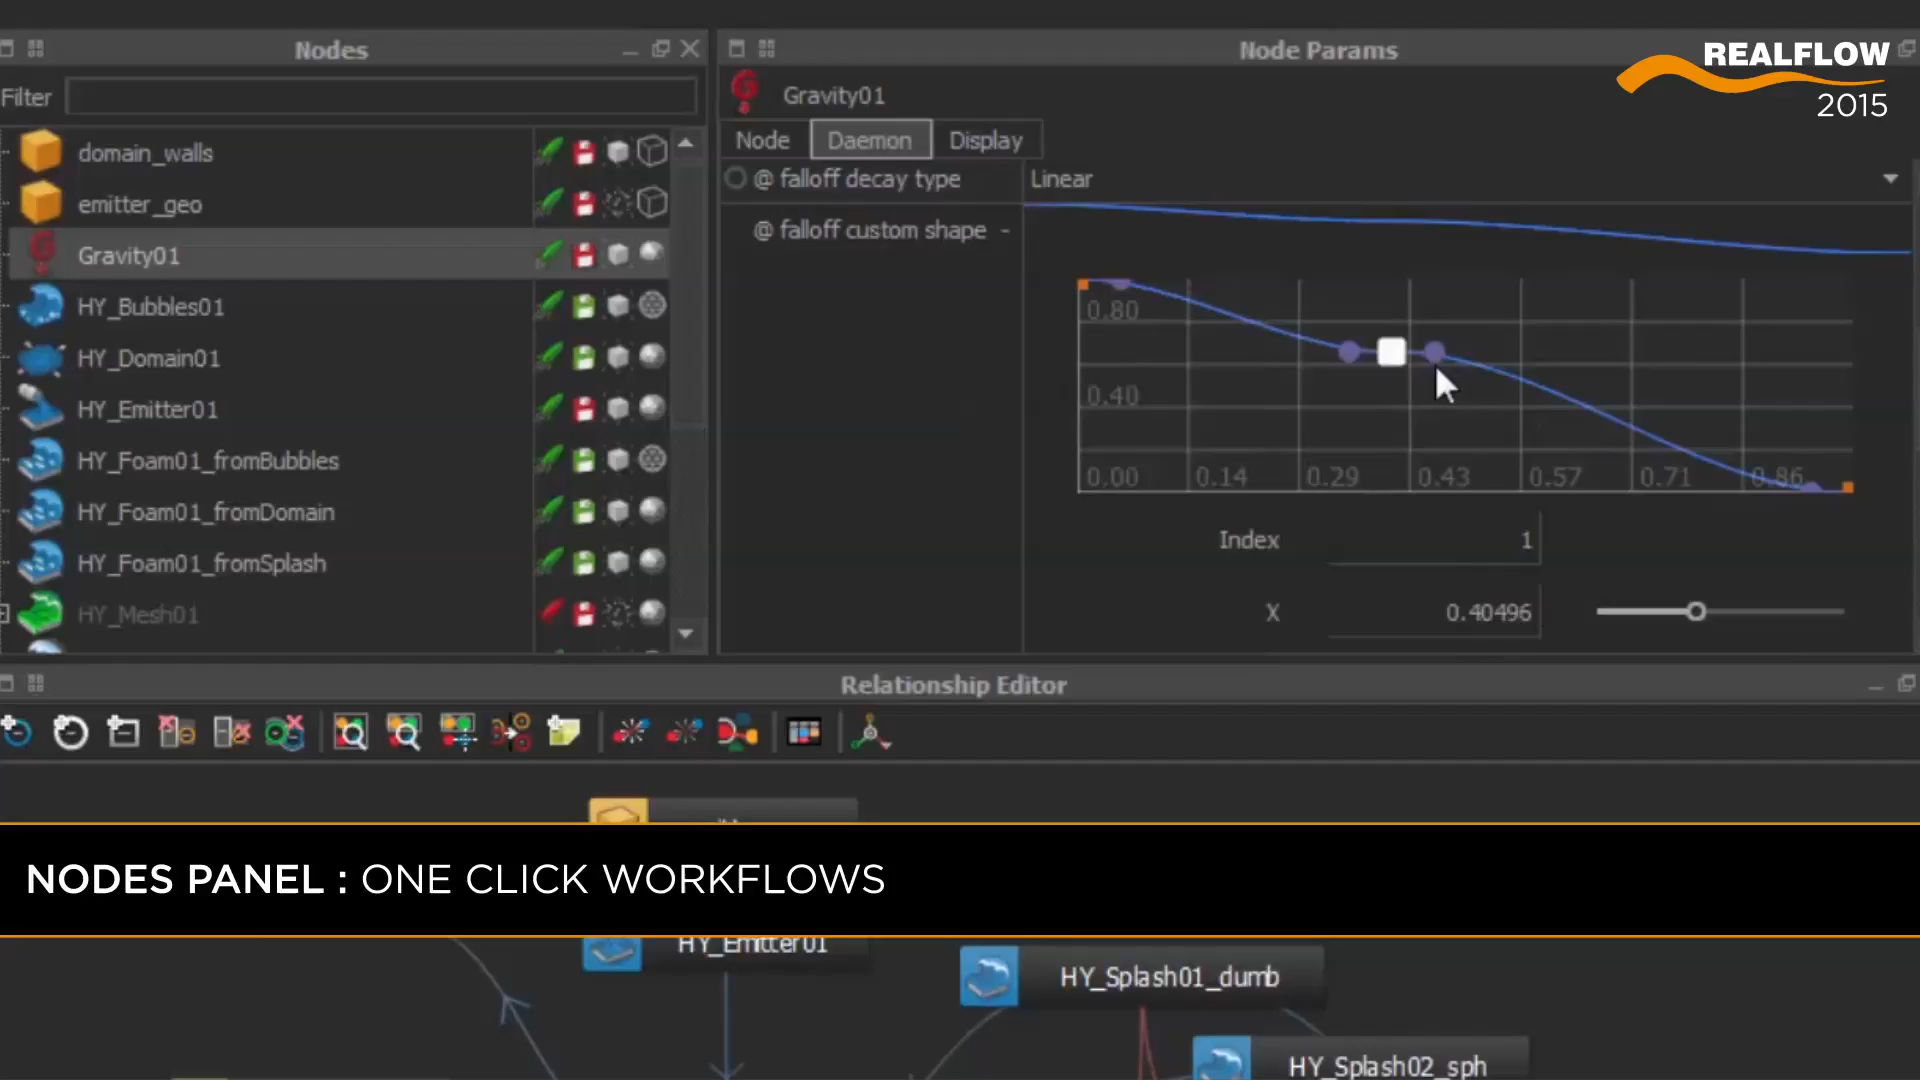 Nodes
Filter
domain_walls
emitter_geo
Gravity01
HY_Bubbles01
HY_Domain01
HY_Emitter01
HY_Foam01_fromBubbles
HY_Foam01_fromDomain
HY_Foam01_fromSplash
HY_Mesh01
Node Params
Gravity01
Node Daemon Display
@ falloff decay type Linear
@ falloff custom shape -
0.80
0.40
0.00 0.14 0.29 0.43 0.57 0.71 0.86
Index 1
X 0.40496
REALFLOW
2015
Relationship Editor
NODES PANEL : ONE CLICK WORKFLOWS
HY_Emitter01
HY_Splash01_dumb
HY_Splash02_sph